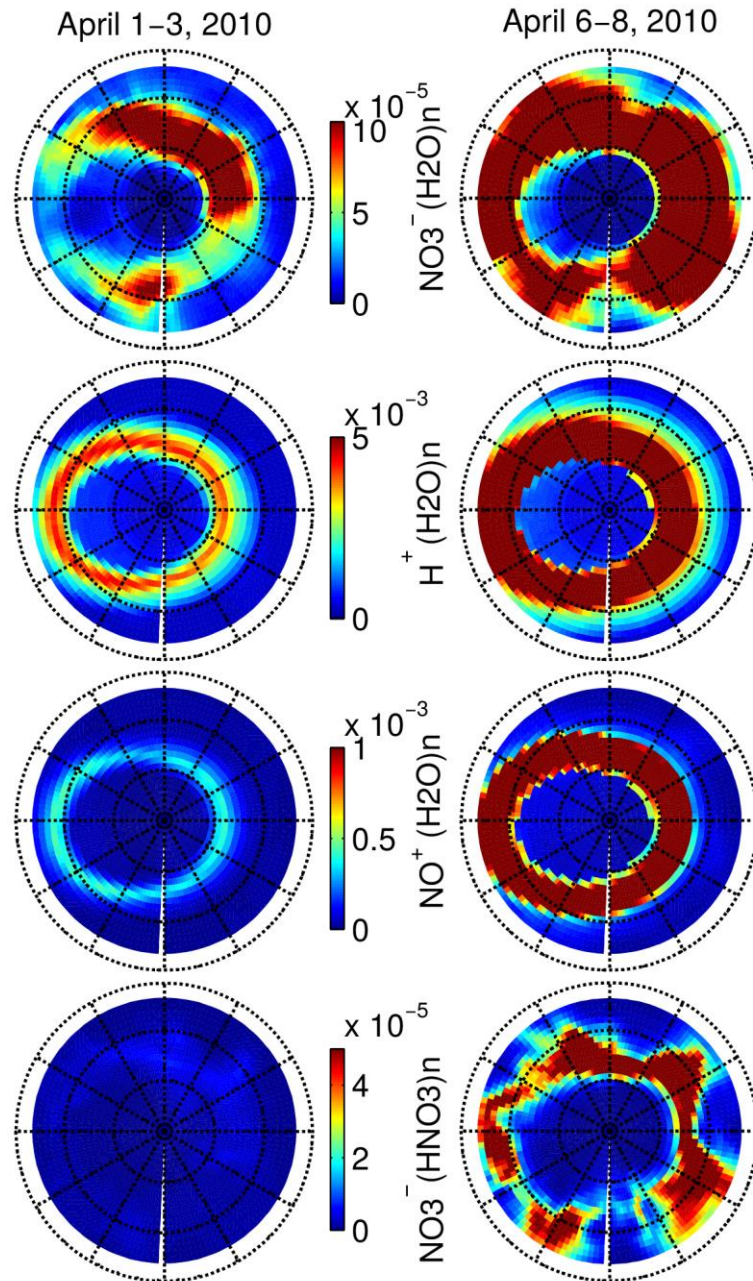 April 1−3, 2010
April 6−8, 2010
x 10⁻⁵
10
5
0
NO3⁻ (H2O)n
x 10⁻³
5
0
H⁺ (H2O)n
x 10⁻³
1
0.5
0
NO⁺ (H2O)n
x 10⁻⁵
4
2
0
NO3⁻ (HNO3)n